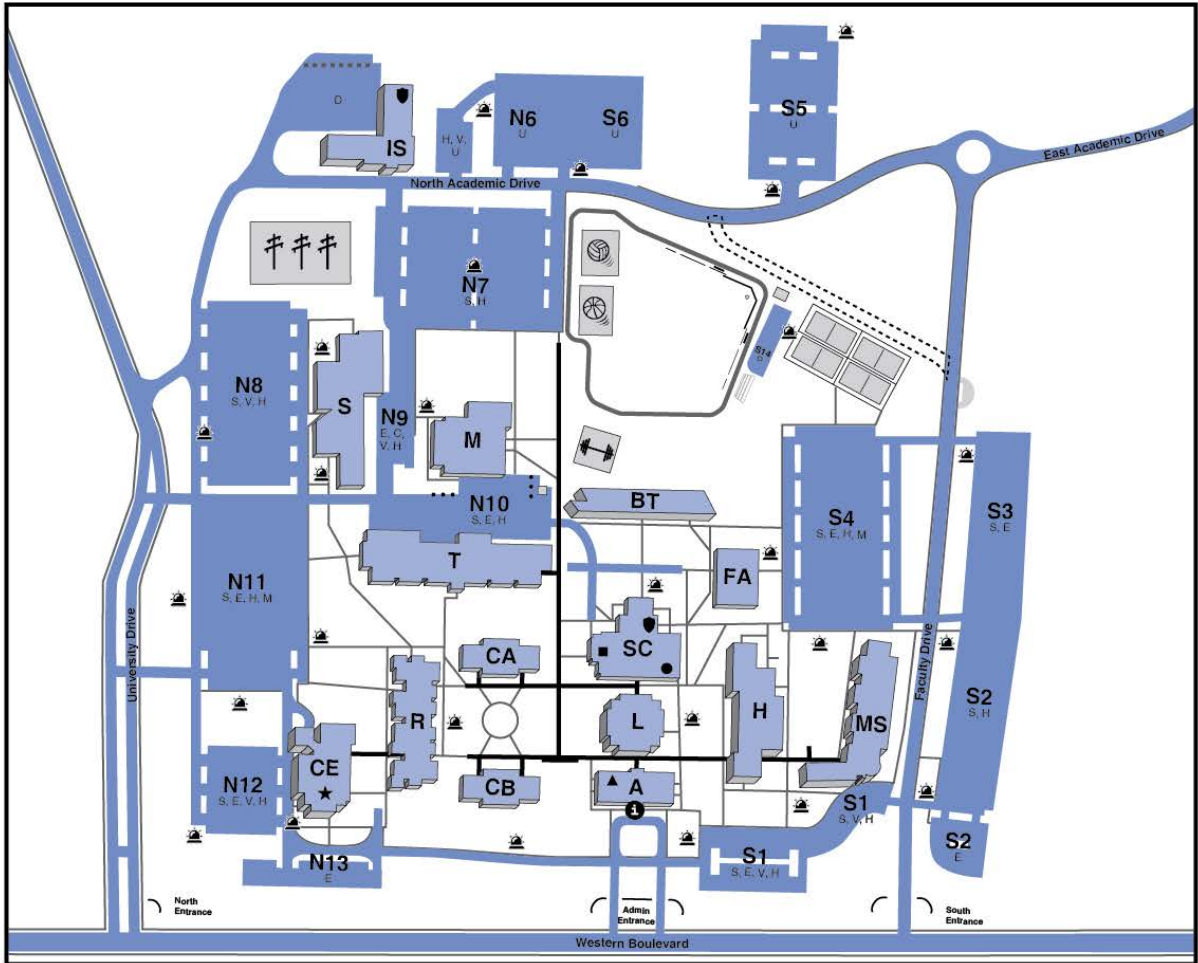 D
IS
H, V,
U
N6
U
S6
U
S5
U
East Academic Drive
North Academic Drive
N7
S, H
S14
N8
S, V, H
S
N9
E, C,
V, H
M
N10
S, E, H
BT
S4
S, E, H, M
S3
S, E
T
FA
N11
S, E, H, M
University Drive
CA
SC
Faculty Drive
R
L
H
MS
S2
S, H
CE
CB
A
i
N12
S, E, V, H
S1
S, V, H
N13
E
S1
S, E, V, H
S2
E
North
Entrance
Admin
Entrance
South
Entrance
Western Boulevard